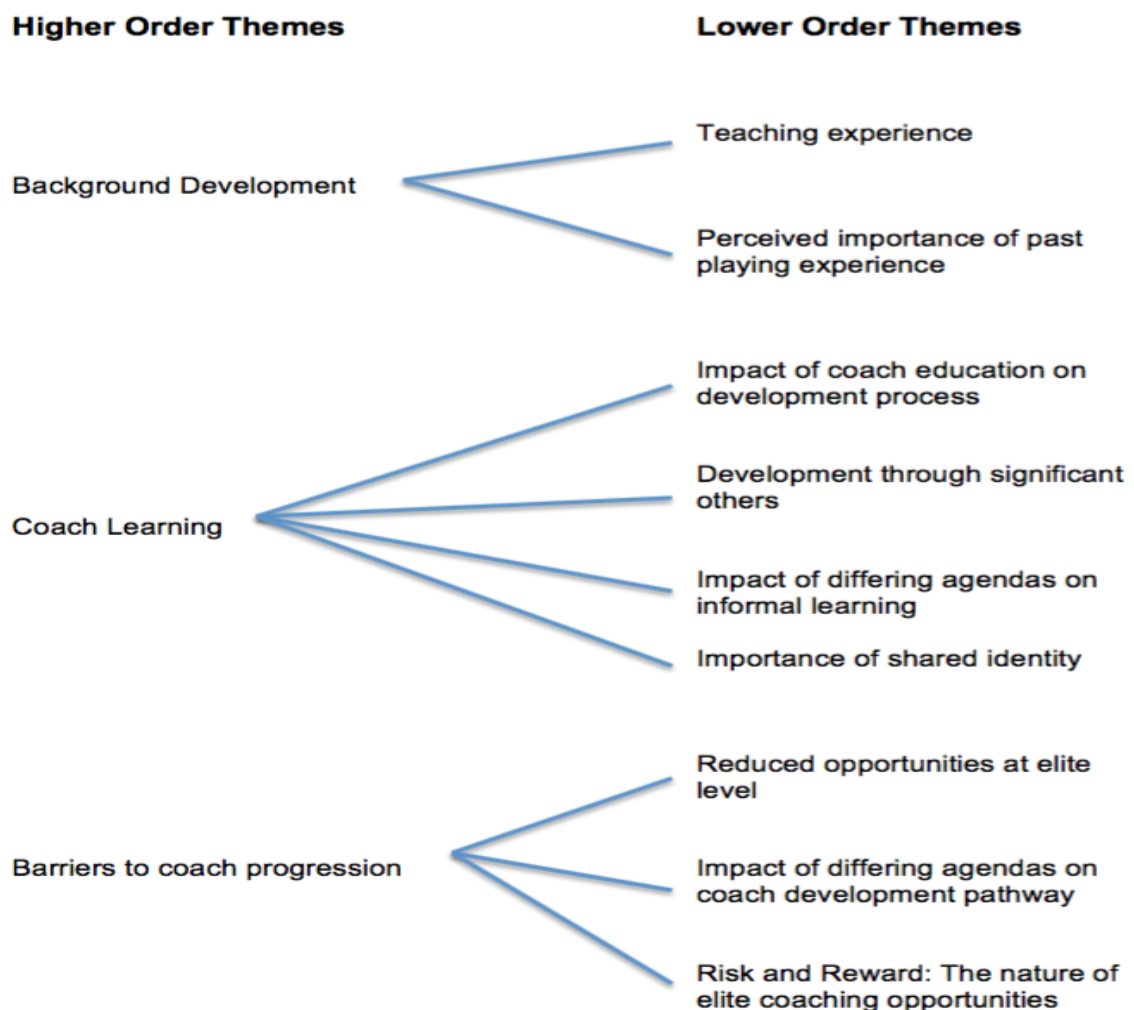 Higher Order Themes
Lower Order Themes
Background Development
Teaching experience
Perceived importance of past
playing experience
Coach Learning
Impact of coach education on
development process
Development through significant
others
Impact of differing agendas on
informal learning
Importance of shared identity
Barriers to coach progression
Reduced opportunities at elite
level
Impact of differing agendas on
coach development pathway
Risk and Reward: The nature of
elite coaching opportunities